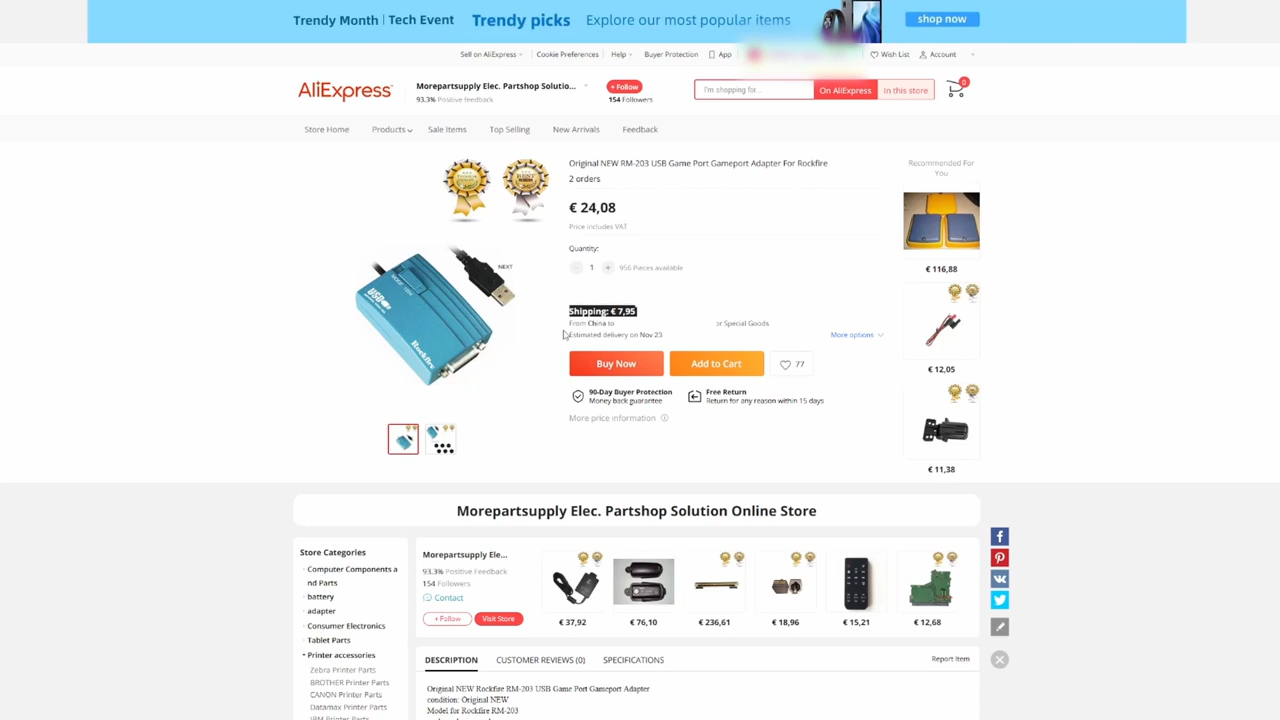 Trendy Month | Tech Event Trendy picks Explore our most popular items shop now
Sell on AliExpress Cookie Preferences Help Buyer Protection App Wish List Account
AliExpress Morepartsupply Elec. Partshop Solutio... + Follow I'm shopping for... On AliExpress In this store 0
93.3% Positive feedback 154 Followers
Store Home Products Sale Items Top Selling New Arrivals Feedback
Original NEW RM-203 USB Game Port Gameport Adapter For Rockfire
2 orders
€ 24,08
Price includes VAT
Quantity:
1 956 Pieces available
NEXT
USB
Rockfire
Shipping: € 7,95
From China to or Special Goods
Estimated delivery on Nov 23 More options
Buy Now Add to Cart 77
90-Day Buyer Protection Free Return
Money back guarantee Return for any reason within 15 days
More price information
Recommended For
You
€ 116,88
€ 12,05
€ 11,38
Morepartsupply Elec. Partshop Solution Online Store
Store Categories
Computer Components a
nd Parts
battery
adapter
Consumer Electronics
Tablet Parts
Printer accessories
Zebra Printer Parts
BROTHER Printer Parts
CANON Printer Parts
Datamax Printer Parts
IBM Printer Parts
Morepartsupply Ele...
93.3% Positive Feedback
154 Followers
Contact
+ Follow Visit Store
€ 37,92 € 76,10 € 236,61 € 18,96 € 15,21 € 12,68
DESCRIPTION CUSTOMER REVIEWS (0) SPECIFICATIONS Report Item
Original NEW Rockfire RM-203 USB Game Port Gameport Adapter
condition: Original NEW
Model for Rockfire RM-203